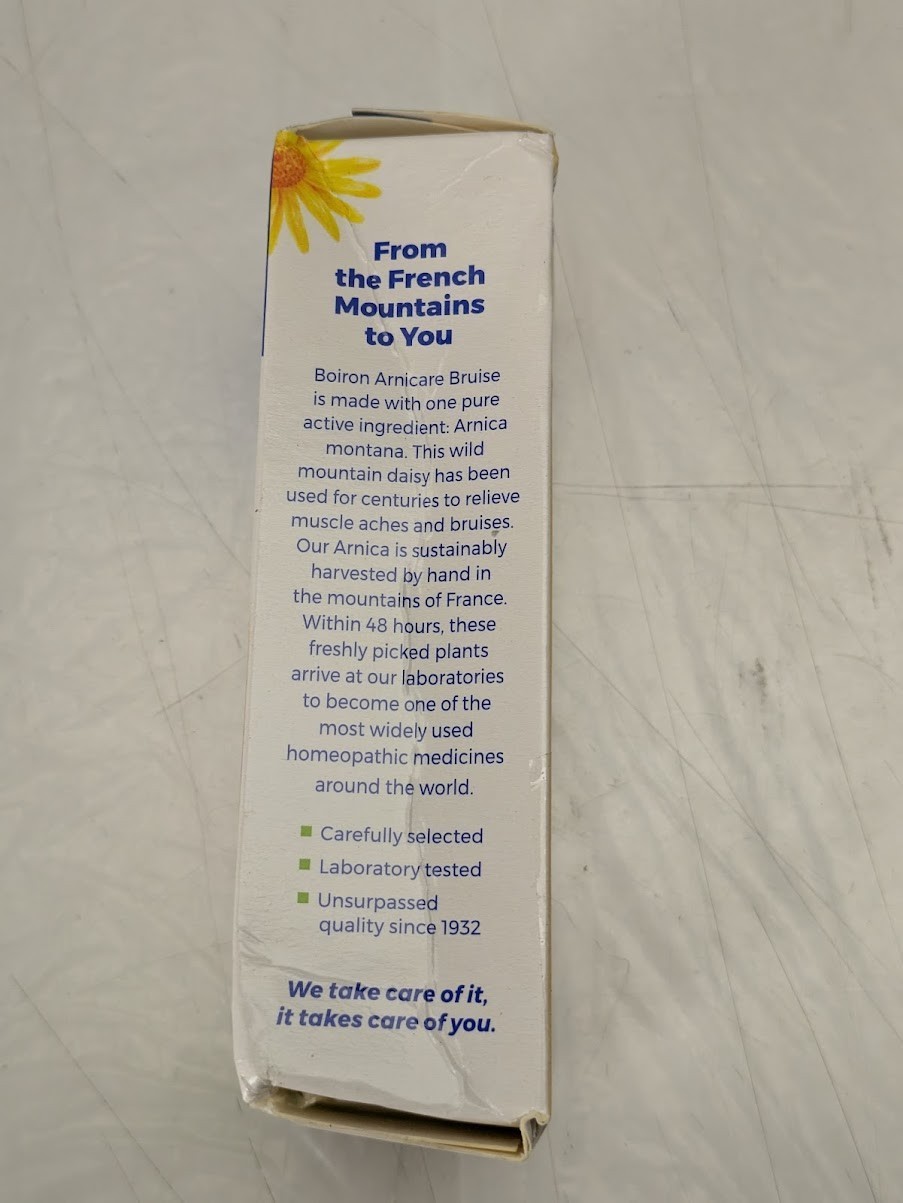 From
the French
Mountains
to You
Boiron Arnicare Bruise
is made with one pure
active ingredient: Arnica
montana. This wild
mountain daisy has been
used for centuries to relieve
muscle aches and bruises.
Our Arnica is sustainably
harvested by hand in
the mountains of France.
Within 48 hours, these
freshly picked plants
arrive at our laboratories
to become one of the
most widely used
homeopathic medicines
around the world.
Carefully selected
Laboratory tested
Unsurpassed
quality since 1932
We take care of it,
it takes care of you.